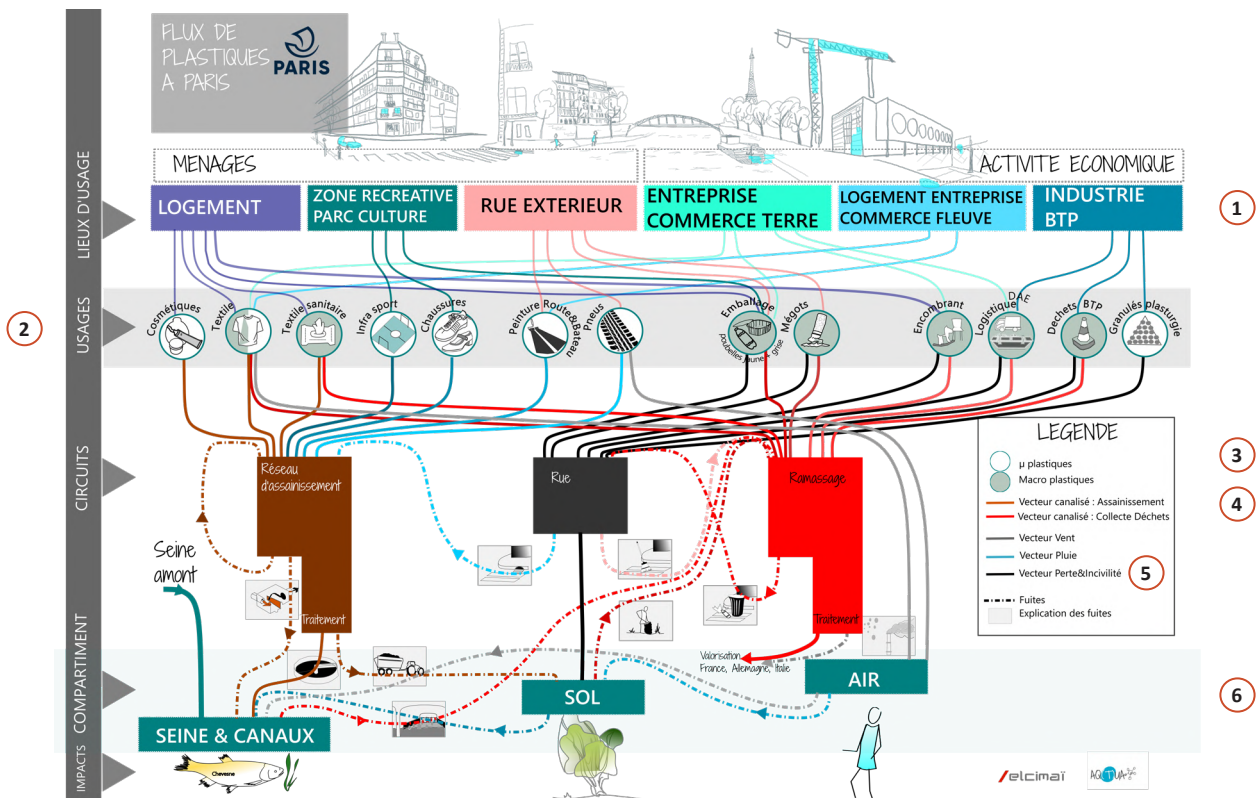 FLUX DE
PLASTIQUES
A PARIS
PARIS
MENAGES
ACTIVITE ECONOMIQUE
LIEUX D'USAGE
LOGEMENT
ZONE RECREATIVE
PARC CULTURE
RUE EXTERIEUR
ENTREPRISE
COMMERCE TERRE
LOGEMENT ENTREPRISE
COMMERCE FLEUVE
INDUSTRIE
BTP
1
2
USAGES
Cosmétiques
Textile
Textile sanitaire
Infra sport
Chaussures
Peinture Route&Bateau
Pneus
Emballage
poubelles jaune + grise
Mégots
Encombrant
Logistique DAE
Dechets BTP
Granulés plasturgie
CIRCUITS
Réseau
d'assainissement
Traitement
Rue
Ramassage
Traitement
LEGENDE
µ plastiques
Macro plastiques
Vecteur canalisé : Assainissement
Vecteur canalisé : Collecte Déchets
Vecteur Vent
Vecteur Pluie
Vecteur Perte&Incivilité
Fuites
Explication des fuites
3
4
5
Seine
amont
Valorisation
France, Allemagne, Italie
COMPARTIMENT
SEINE & CANAUX
SOL
AIR
6
IMPACTS
Chevesne
elcimaï